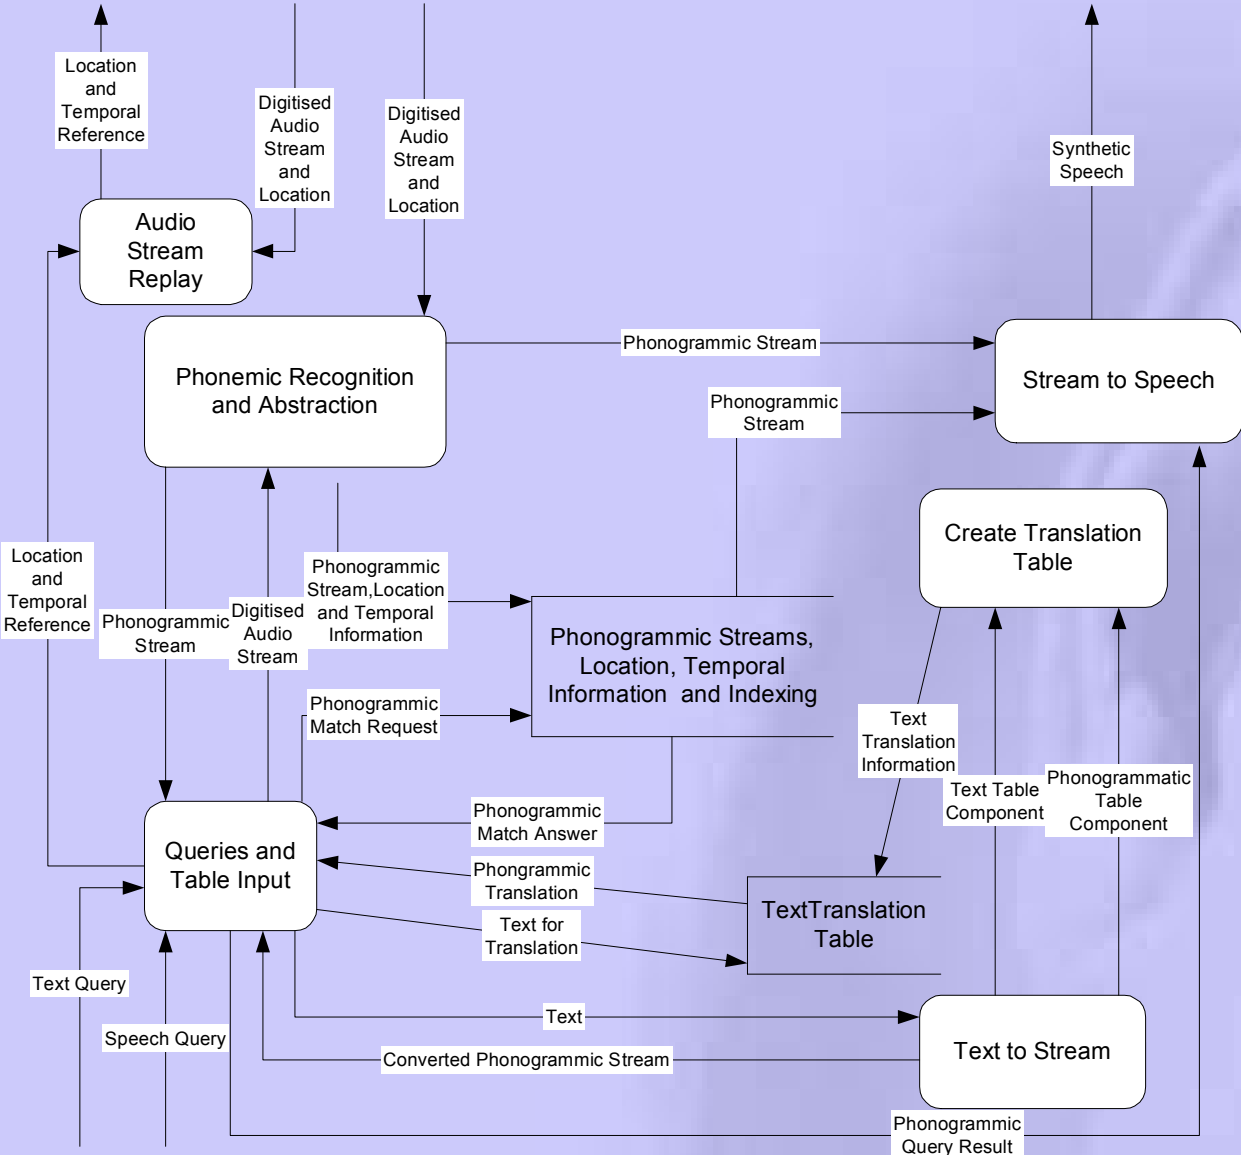 Location
and
Temporal
Reference
Digitised
Audio
Stream
and
Location
Digitised
Audio
Stream
and
Location
Synthetic
Speech
Audio
Stream
Replay
Phonemic Recognition
and Abstraction
Phonogrammic Stream
Stream to Speech
Phonogrammic
Stream
Create Translation
Table
Location
and
Temporal
Reference
Phonogrammic
Stream
Digitised
Audio
Stream
Phonogrammic
Stream,Location
and Temporal
Information
Phonogrammic Streams,
Location, Temporal
Information and Indexing
Phonogrammic
Match Request
Text
Translation
Information
Text Table
Component
Phonogrammatic
Table
Component
Phonogrammic
Match Answer
Queries and
Table Input
Phongrammic
Translation
TextTranslation
Table
Text for
Translation
Text Query
Speech Query
Text
Converted Phonogrammic Stream
Text to Stream
Phonogrammic
Query Result